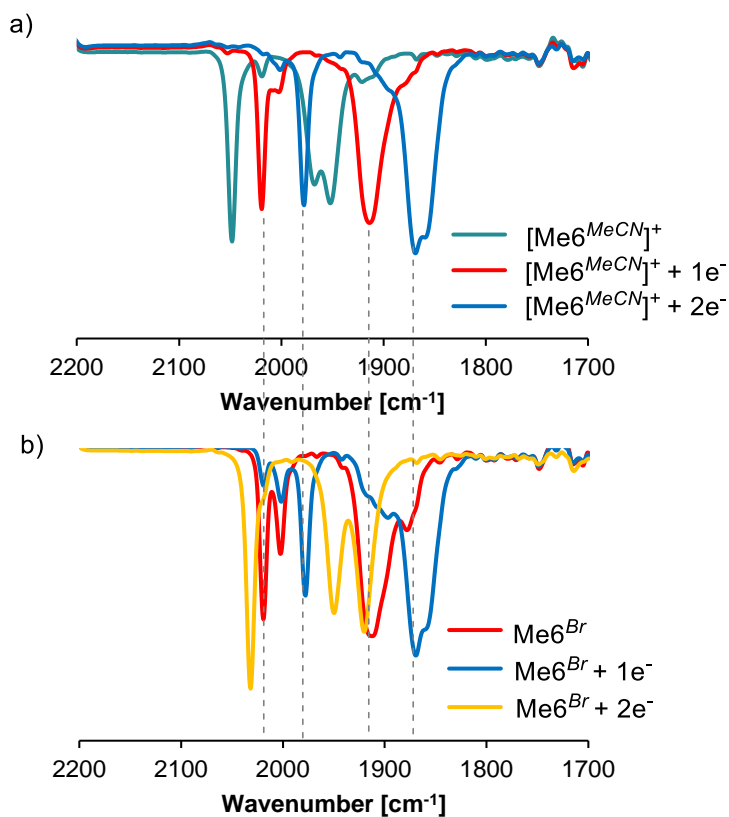 a)
[Me6^MeCN]⁺
[Me6^MeCN]⁺ + 1e⁻
[Me6^MeCN]⁺ + 2e⁻
2200 2100 2000 1900 1800 1700
Wavenumber [cm⁻¹]
b)
Me6^Br
Me6^Br + 1e⁻
Me6^Br + 2e⁻
2200 2100 2000 1900 1800 1700
Wavenumber [cm⁻¹]